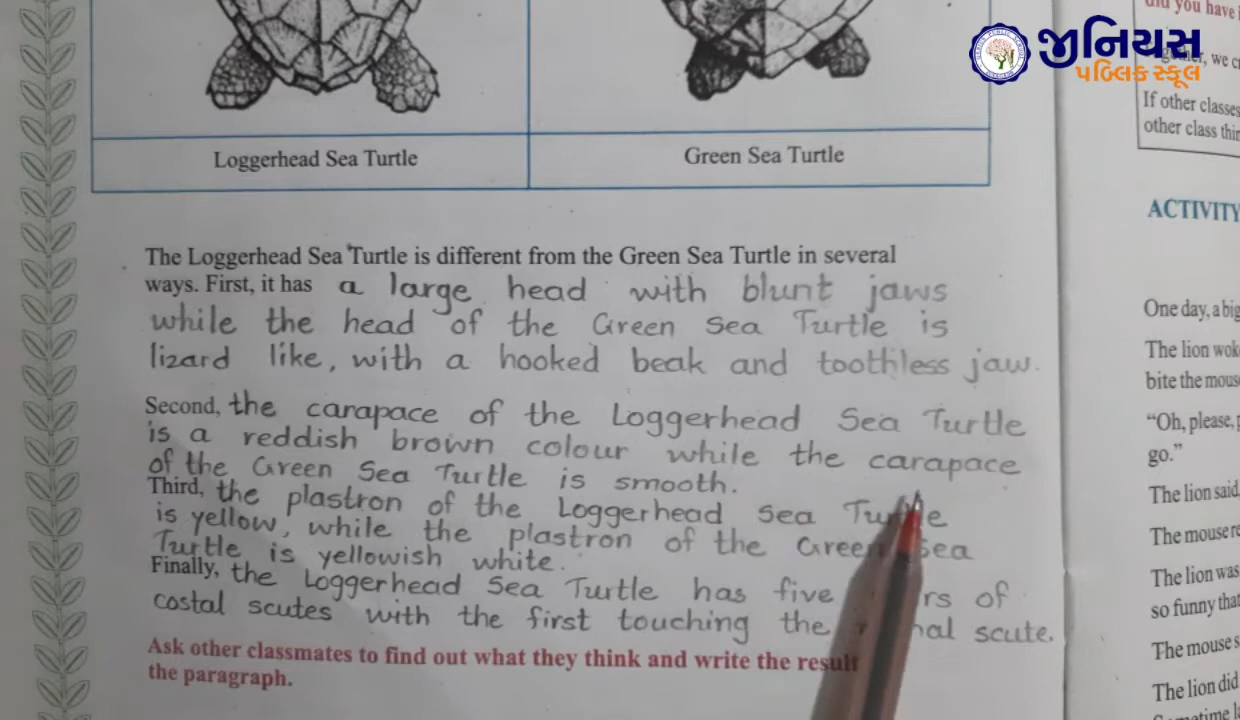 જીનિયસ
પબ્લિક સ્કૂલ
Loggerhead Sea Turtle
Green Sea Turtle
The Loggerhead Sea Turtle is different from the Green Sea Turtle in several
ways. First, it has a large head with blunt jaws
while the head of the Green Sea Turtle is
lizard like, with a hooked beak and toothless jaw.
Second, the carapace of the Loggerhead Sea Turtle
is a reddish brown colour while the carapace
of the Green Sea Turtle is smooth.
Third, the plastron of the Loggerhead Sea Turtle
is yellow, while the plastron of the Green Sea
Turtle is yellowish white.
Finally, the Loggerhead Sea Turtle has five of
costal scutes with the first touching the scute.
Ask other classmates to find out what they think and write the result
the paragraph.
did you have
we
If other classes
other class
ACTIVITY
One day, a big
The lion
bite the
"Oh, please,
go."
The lion said
The mouse
The lion was
so funny that
The mouse
The lion did